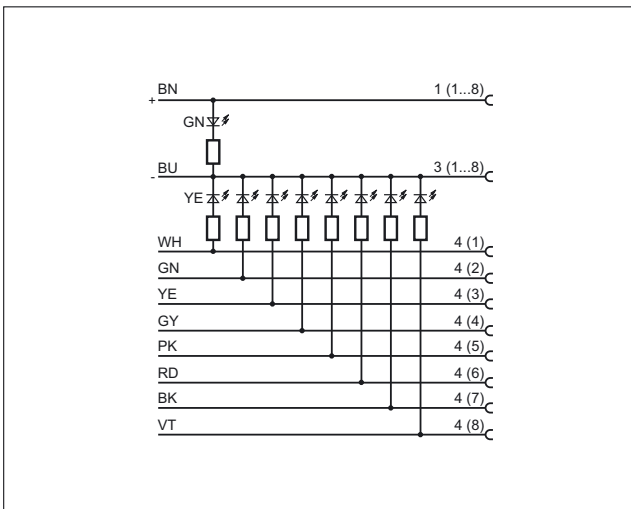 BN 1 (1...8)
+
GN
BU 3 (1...8)
-
YE
WH 4 (1)
GN 4 (2)
YE 4 (3)
GY 4 (4)
PK 4 (5)
RD 4 (6)
BK 4 (7)
VT 4 (8)